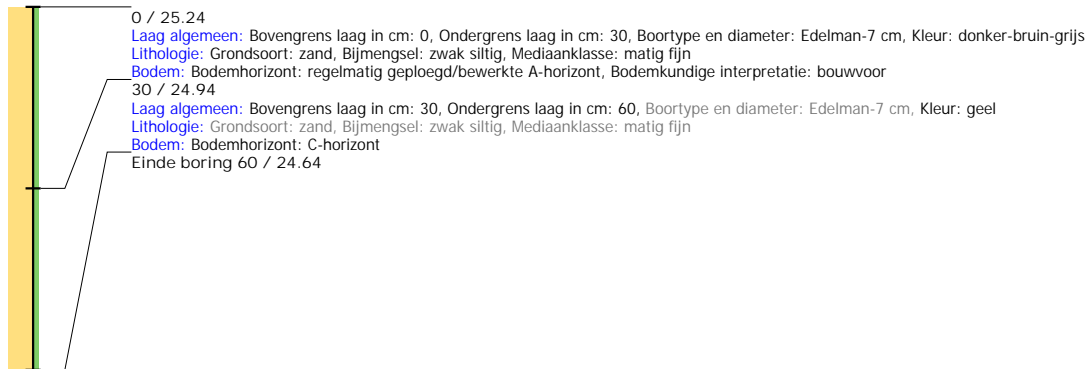 0 / 25.24
Laag algemeen: Bovengrens laag in cm: 0, Ondergrens laag in cm: 30, Boortype en diameter: Edelman-7 cm, Kleur: donker-bruin-grijs
Lithologie: Grondsoort: zand, Bijmengsel: zwak siltig, Mediaanklasse: matig fijn
Bodem: Bodemhorizont: regelmatig geploegd/bewerkte A-horizont, Bodemkundige interpretatie: bouwvoor
30 / 24.94
Laag algemeen: Bovengrens laag in cm: 30, Ondergrens laag in cm: 60, Boortype en diameter: Edelman-7 cm, Kleur: geel
Lithologie: Grondsoort: zand, Bijmengsel: zwak siltig, Mediaanklasse: matig fijn
Bodem: Bodemhorizont: C-horizont
Einde boring 60 / 24.64